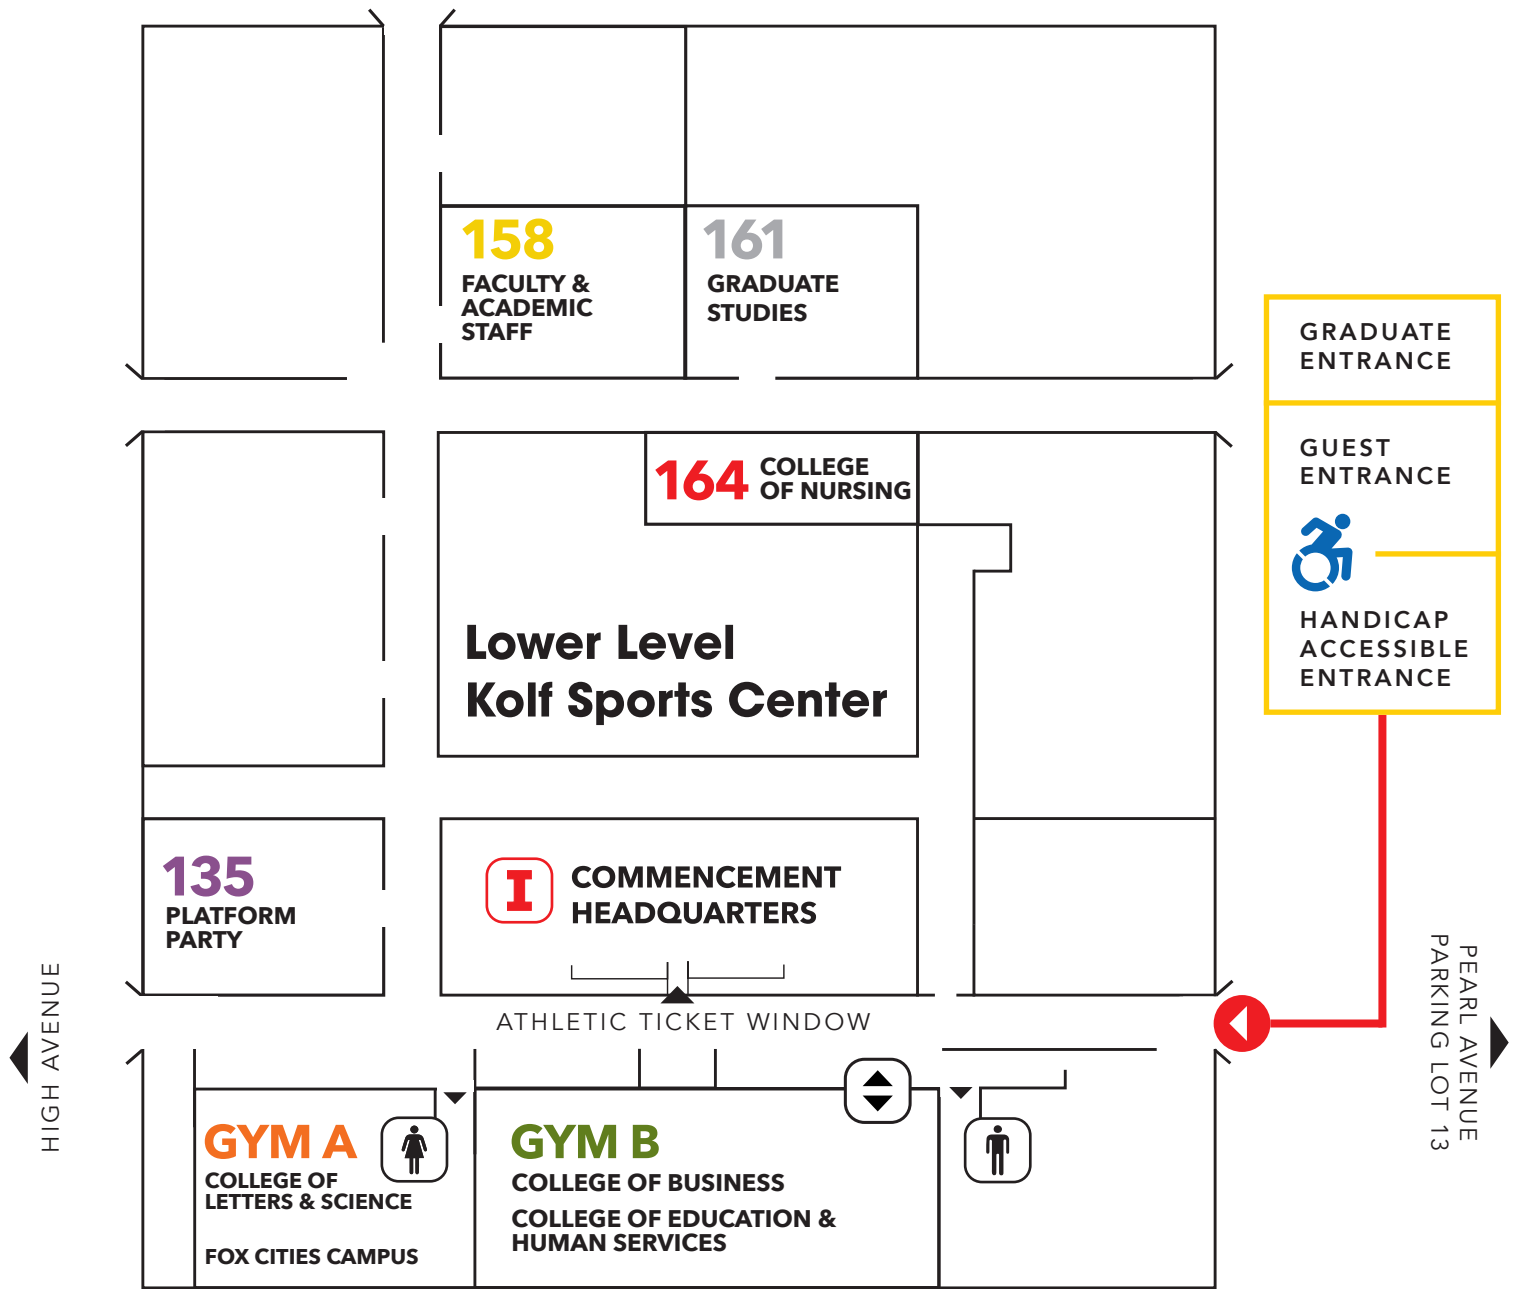 158
FACULTY &
ACADEMIC
STAFF
161
GRADUATE
STUDIES
GRADUATE
ENTRANCE
GUEST
ENTRANCE
HANDICAP
ACCESSIBLE
ENTRANCE
164
COLLEGE
OF NURSING
Lower Level
Kolf Sports Center
135
PLATFORM
PARTY
I
COMMENCEMENT
HEADQUARTERS
ATHLETIC TICKET WINDOW
HIGH AVENUE
PEARL AVENUE
PARKING LOT 13
GYM A
COLLEGE OF
LETTERS & SCIENCE
FOX CITIES CAMPUS
GYM B
COLLEGE OF BUSINESS
COLLEGE OF EDUCATION &
HUMAN SERVICES